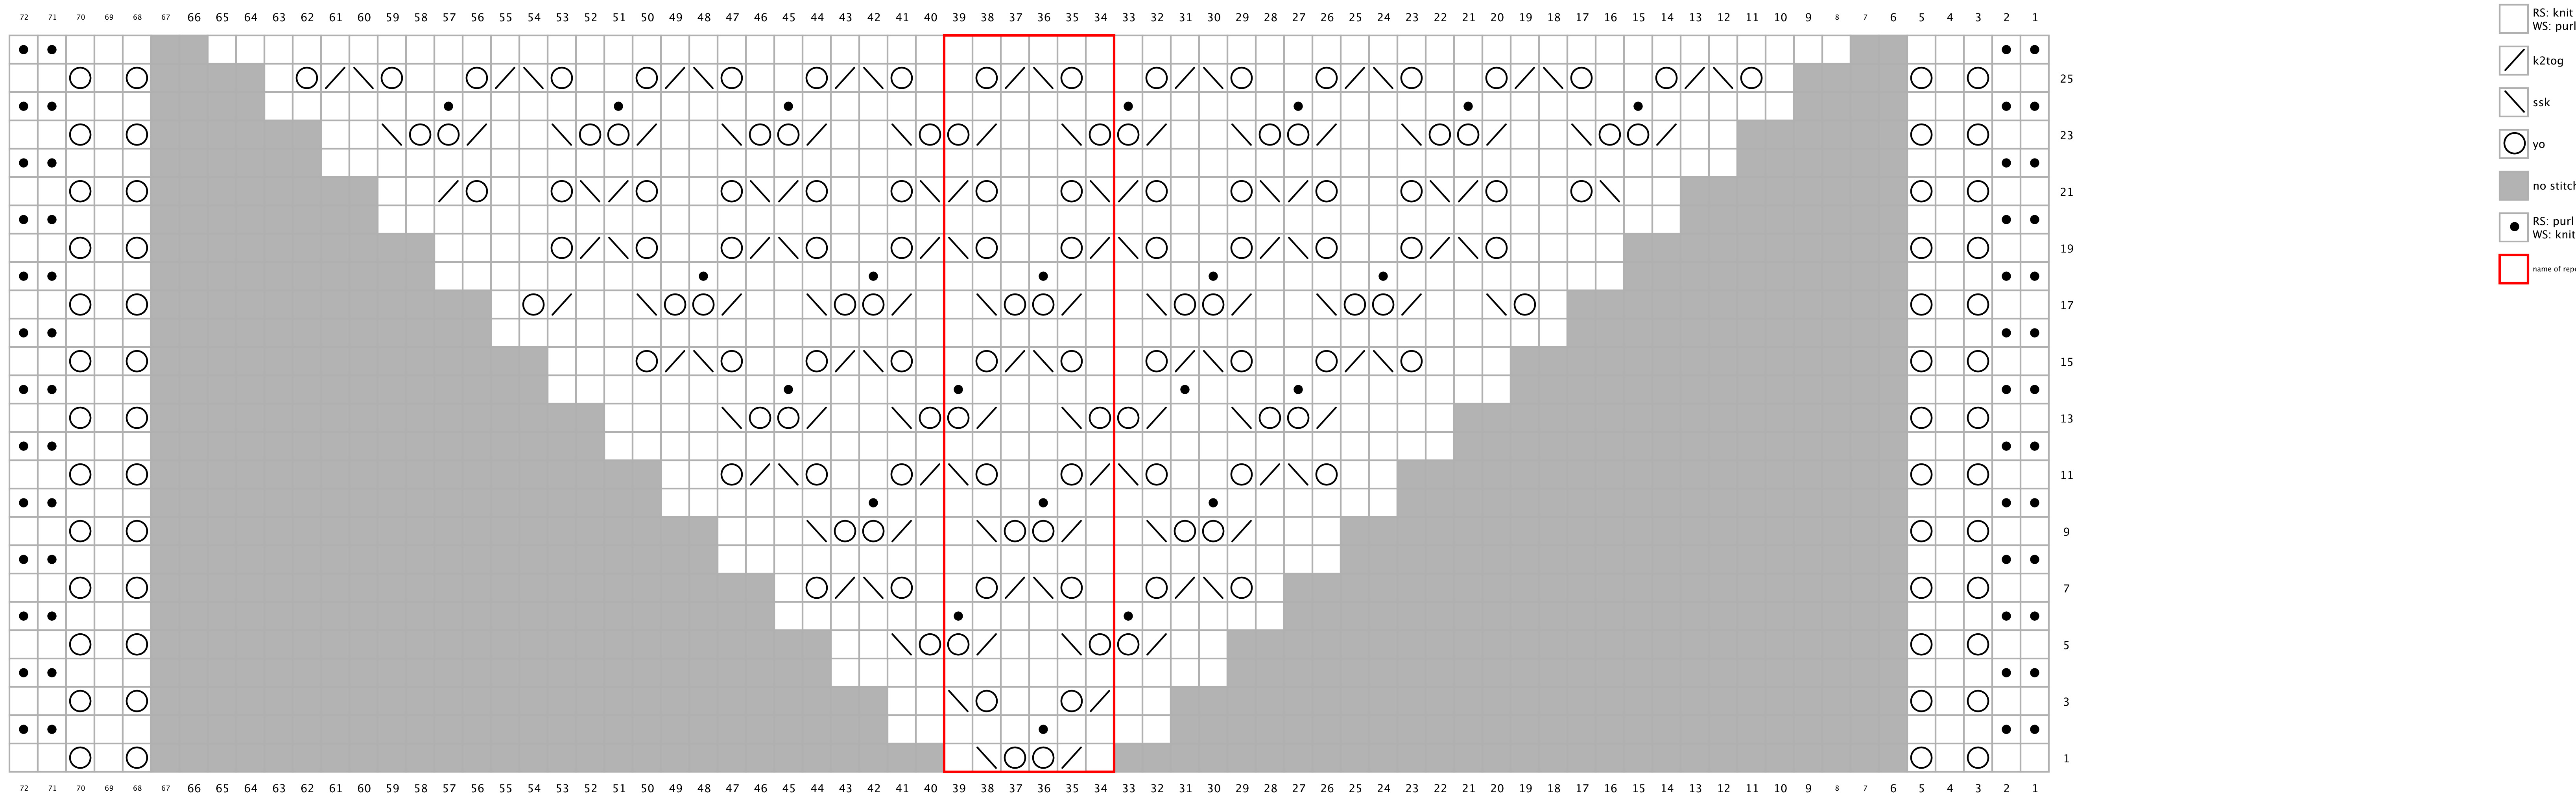 72 71 70 69 68 67 66 65 64 63 62 61 60 59 58 57 56 55 54 53 52 51 50 49 48 47 46 45 44 43 42 41 40 39 38 37 36 35 34 33 32 31 30 29 28 27 26 25 24 23 22 21 20 19 18 17 16 15 14 13 12 11 10 9 8 7 6 5 4 3 2 1
25
23
21
19
17
15
13
11
9
7
5
3
1
72 71 70 69 68 67 66 65 64 63 62 61 60 59 58 57 56 55 54 53 52 51 50 49 48 47 46 45 44 43 42 41 40 39 38 37 36 35 34 33 32 31 30 29 28 27 26 25 24 23 22 21 20 19 18 17 16 15 14 13 12 11 10 9 8 7 6 5 4 3 2 1
RS: knit
WS: purl
k2tog
ssk
yo
no stitch
RS: purl
WS: knit
name of repe